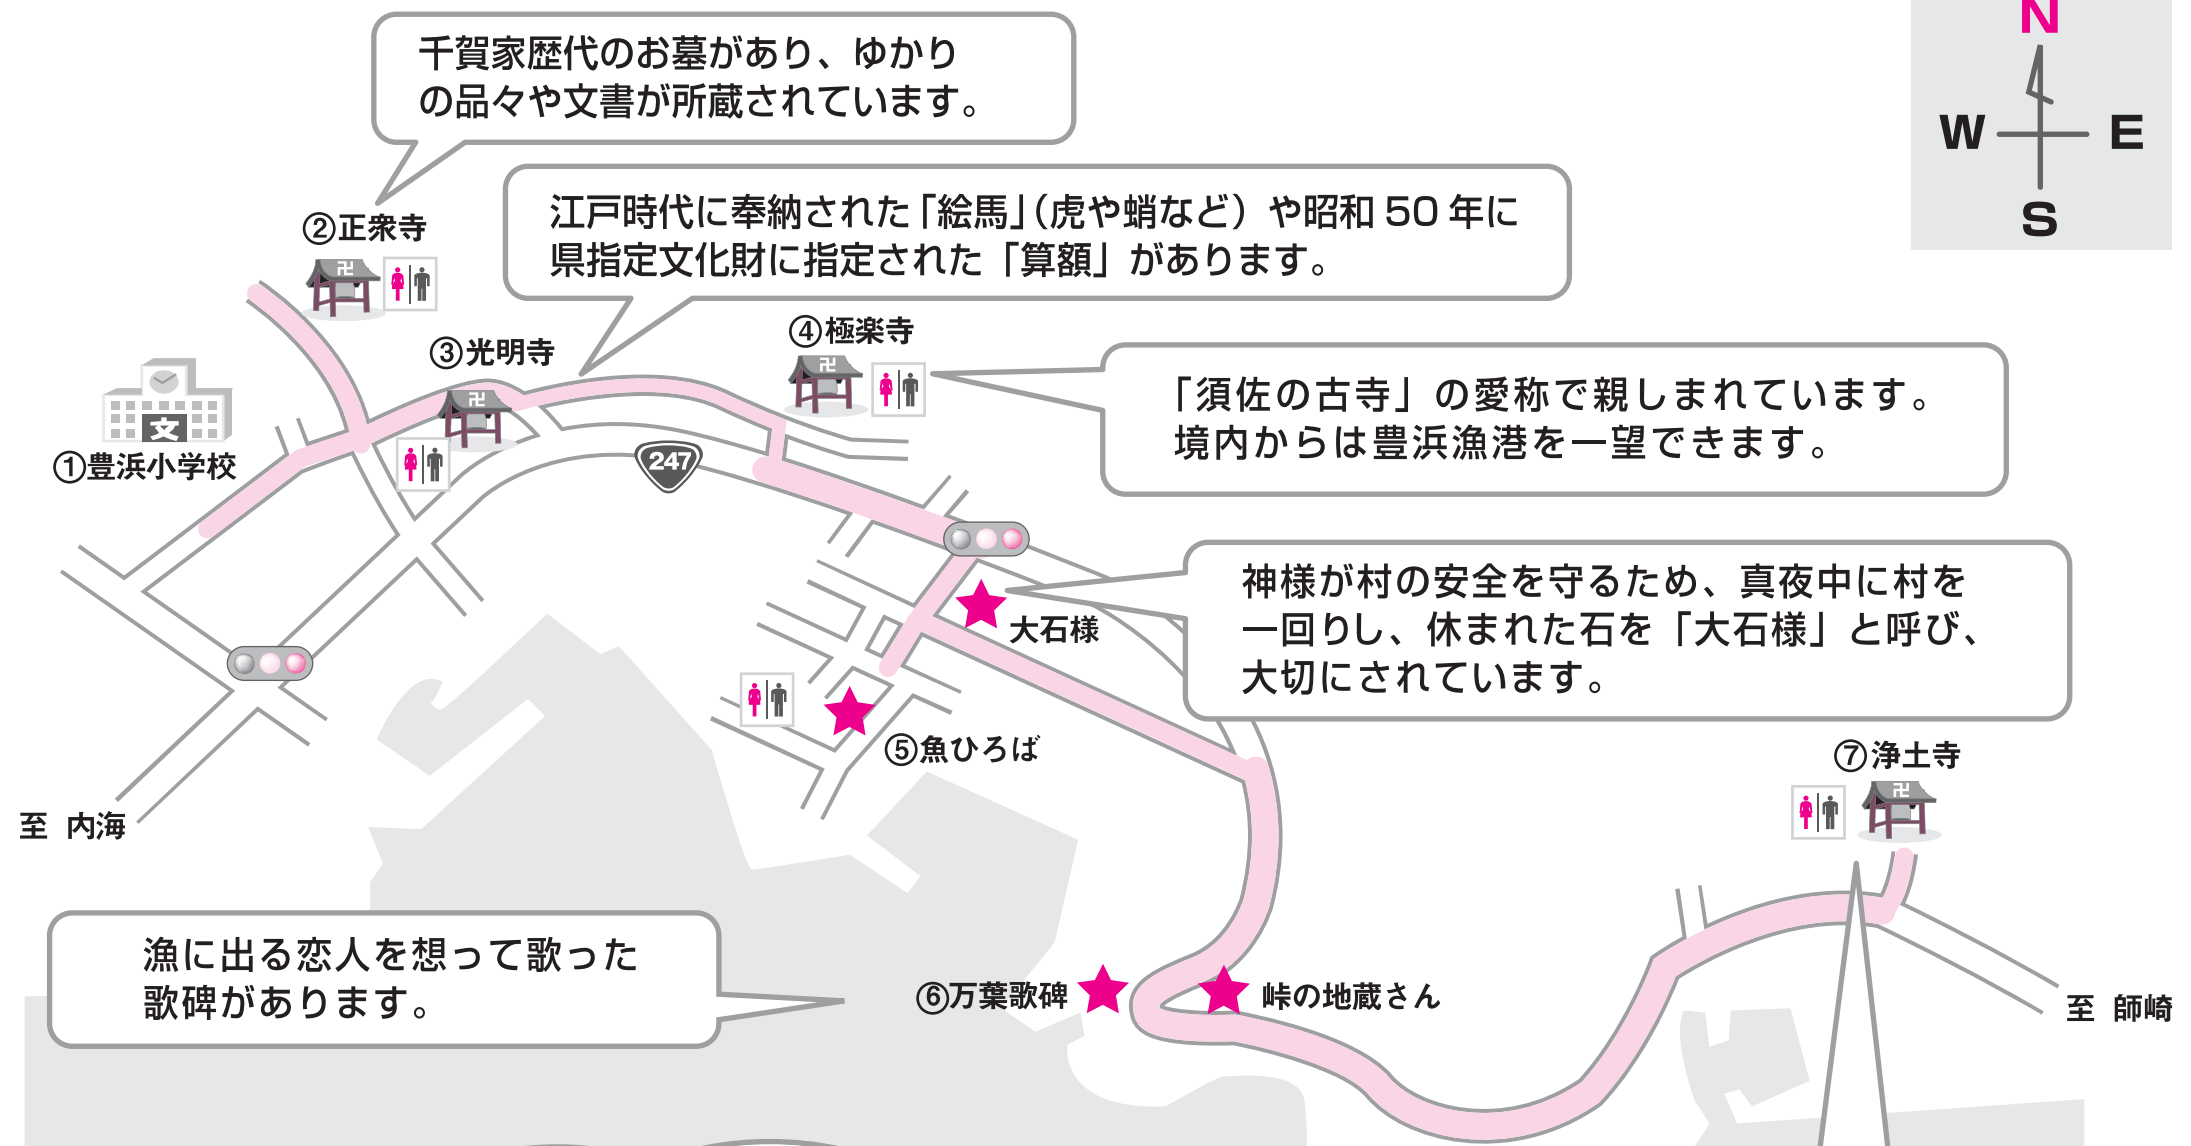 千賀家歴代のお墓があり、ゆかり
の品々や文書が所蔵されています。
N
W
E
S
江戸時代に奉納された「絵馬」(虎や蛸など)や昭和50年に
県指定文化財に指定された「算額」があります。
②正衆寺
卍
③光明寺
卍
④極楽寺
卍
「須佐の古寺」の愛称で親しまれています。
境内からは豊浜漁港を一望できます。
文
①豊浜小学校
247
神様が村の安全を守るため、真夜中に村を
一回りし、休まれた石を「大石様」と呼び、
大切にされています。
大石様
⑤魚ひろば
⑦浄土寺
卍
至 内海
漁に出る恋人を想って歌った
歌碑があります。
⑥万葉歌碑
峠の地蔵さん
至 師崎